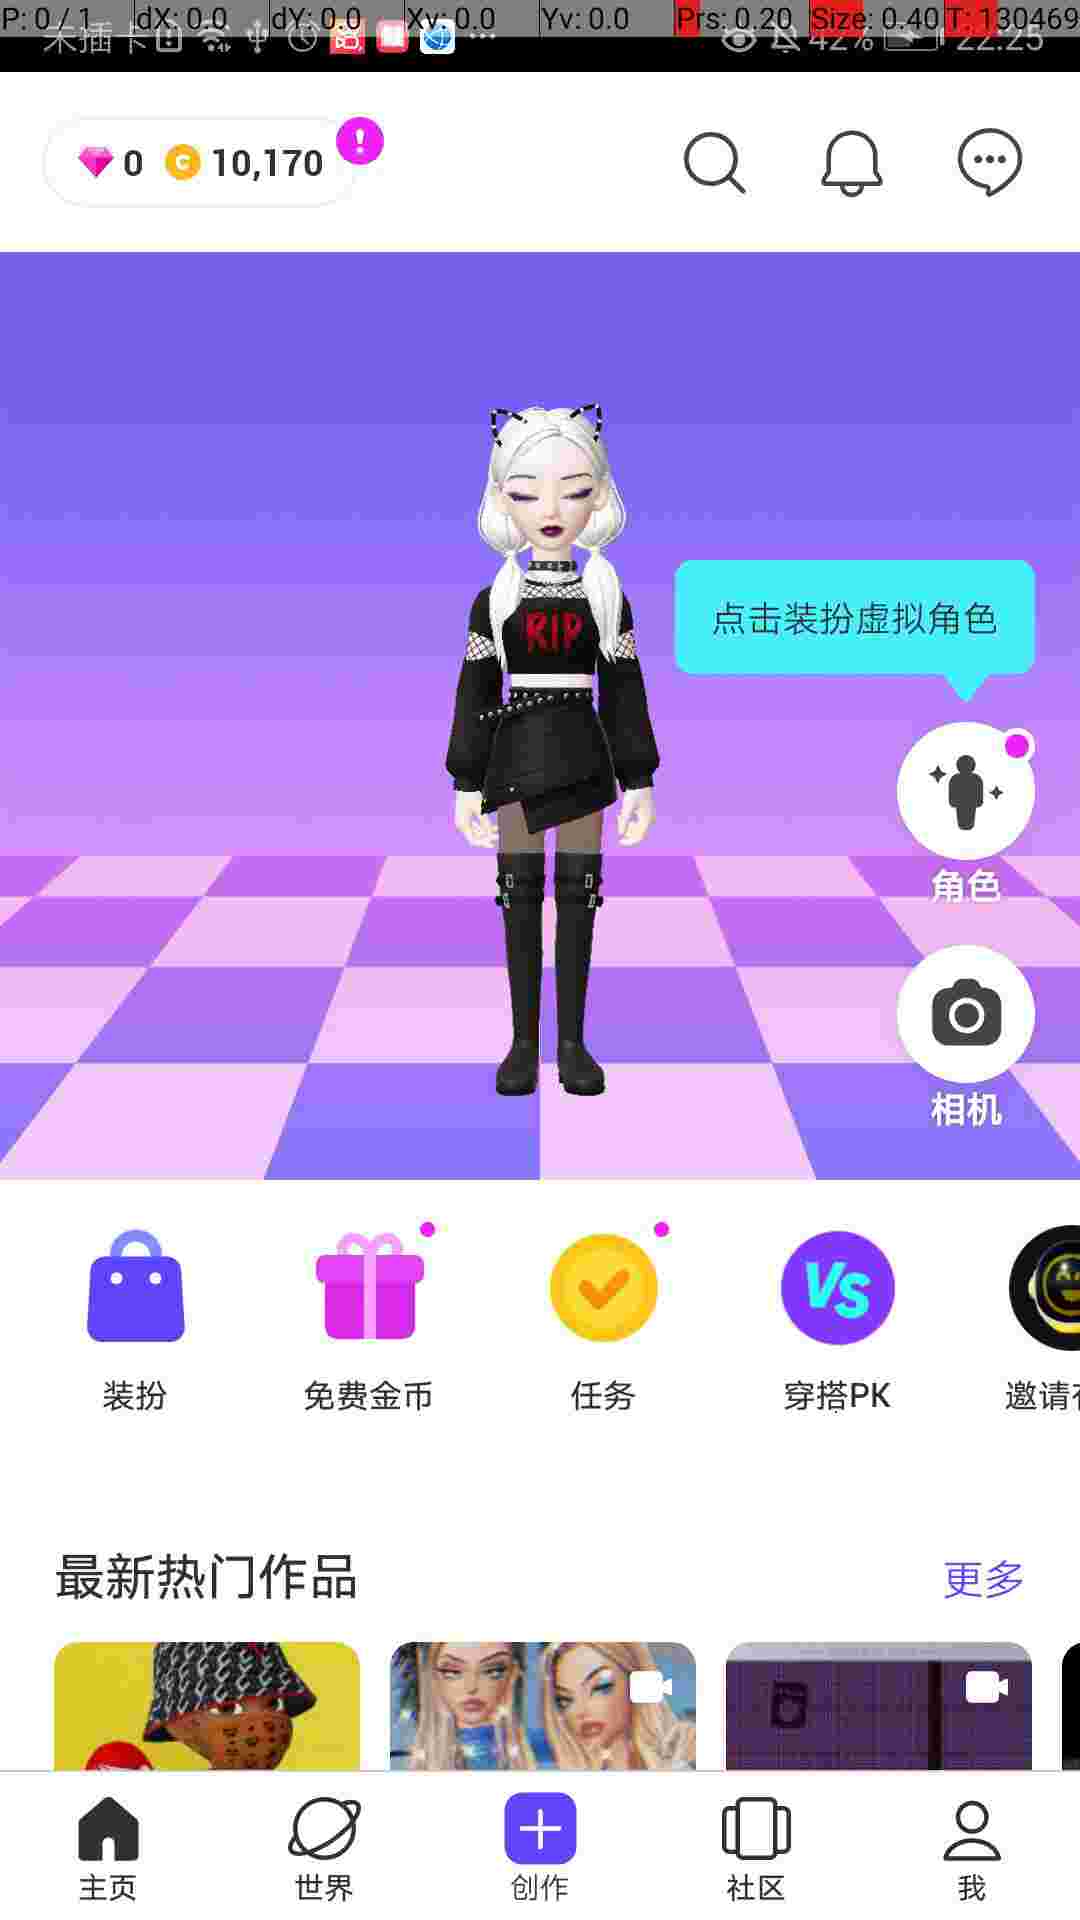 P: 0 / 1 dX: 0.0 dY: 0.0 Xv: 0.0 Yv: 0.0 Prs: 0.20 Size: 0.40 T: 130469
未插卡 42% 22:25
0 10,170
点击装扮虚拟角色
角色
相机
装扮 免费金币 任务 穿搭PK 邀请
最新热门作品 更多
主页 世界 创作 社区 我